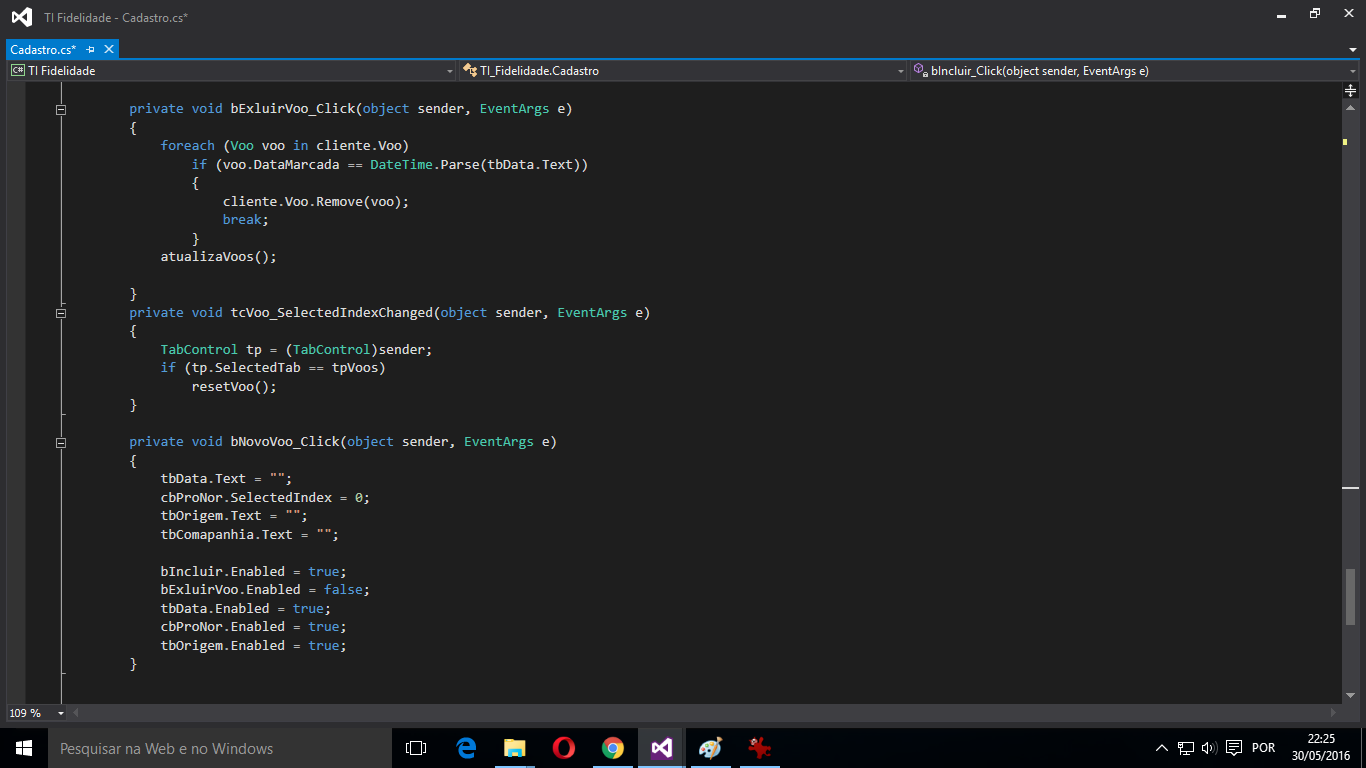 TI Fidelidade - Cadastro.cs*
Cadastro.cs*
TI Fidelidade TI_Fidelidade.Cadastro bIncluir_Click(object sender, EventArgs e)
private void bExluirVoo_Click(object sender, EventArgs e)
{
foreach (Voo voo in cliente.Voo)
if (voo.DataMarcada == DateTime.Parse(tbData.Text))
{
cliente.Voo.Remove(voo);
break;
}
atualizaVoos();
}
private void tcVoo_SelectedIndexChanged(object sender, EventArgs e)
{
TabControl tp = (TabControl)sender;
if (tp.SelectedTab == tpVoos)
resetVoo();
}
private void bNovoVoo_Click(object sender, EventArgs e)
{
tbData.Text = "";
cbProNor.SelectedIndex = 0;
tbOrigem.Text = "";
tbComapanhia.Text = "";
bIncluir.Enabled = true;
bExluirVoo.Enabled = false;
tbData.Enabled = true;
cbProNor.Enabled = true;
tbOrigem.Enabled = true;
}
109 %
Pesquisar na Web e no Windows
POR
22:25
30/05/2016